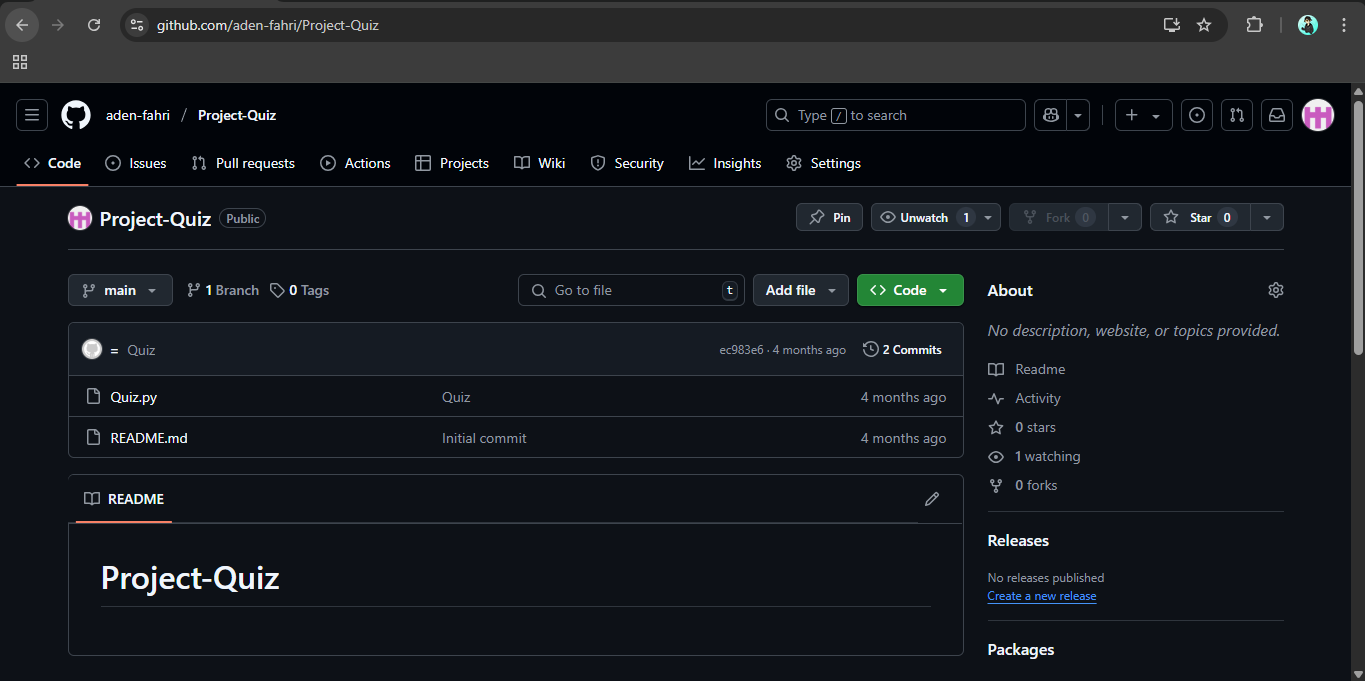 github.com/aden-fahri/Project-Quiz
aden-fahri / Project-Quiz
Type / to search
Code Issues Pull requests Actions Projects Wiki Security Insights Settings
Project-Quiz Public
Pin Unwatch 1 Fork 0 Star 0
main 1 Branch 0 Tags
Go to file t Add file Code
= Quiz ec983e6 · 4 months ago 2 Commits
Quiz.py Quiz 4 months ago
README.md Initial commit 4 months ago
README
Project-Quiz
About
No description, website, or topics provided.
Readme
Activity
0 stars
1 watching
0 forks
Releases
No releases published
Create a new release
Packages